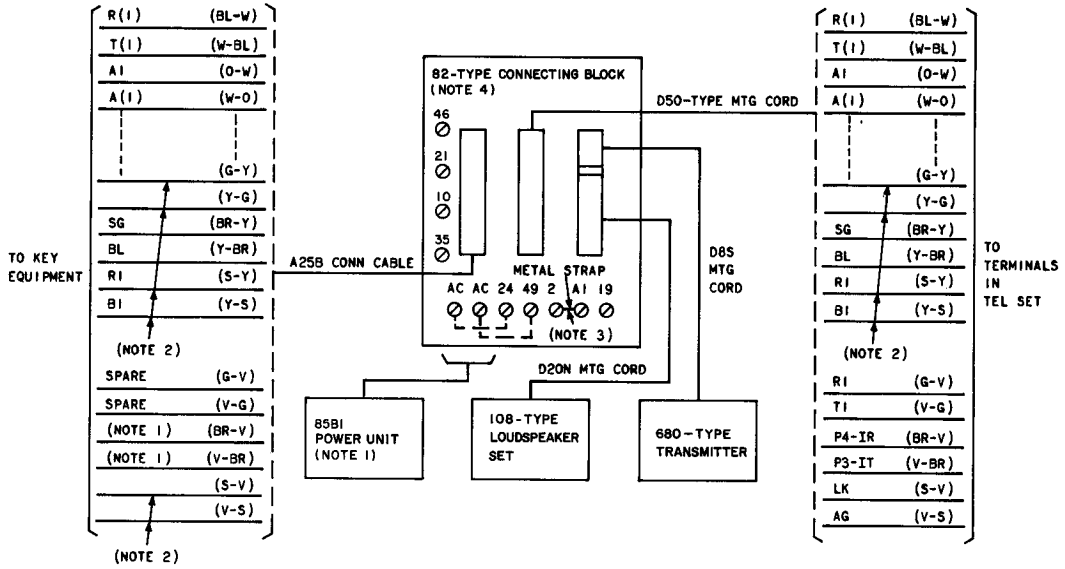 R(1) (BL-W)
T(1) (W-BL)
A1 (O-W)
A(1) (W-O)
(G-Y)
(Y-G)
SG (BR-Y)
BL (Y-BR)
R1 (S-Y)
B1 (Y-S)
(NOTE 2)
SPARE (G-V)
SPARE (V-G)
(NOTE 1) (BR-V)
(NOTE 1) (V-BR)
(S-V)
(V-S)
(NOTE 2)
TO KEY
EQUIPMENT
A25B CONN CABLE
82-TYPE CONNECTING BLOCK
(NOTE 4)
46
21
10
35
METAL STRAP
AC AC 24 49 2 A1 19
(NOTE 3)
D50-TYPE MTG CORD
D8S
MTG
CORD
D20N MTG CORD
85B1
POWER UNIT
(NOTE 1)
108-TYPE
LOUDSPEAKER
SET
680-TYPE
TRANSMITTER
R(1) (BL-W)
T(1) (W-BL)
A1 (O-W)
A(1) (W-O)
(G-Y)
(Y-G)
SG (BR-Y)
BL (Y-BR)
R1 (S-Y)
B1 (Y-S)
(NOTE 2)
R1 (G-V)
T1 (V-G)
P4-1R (BR-V)
P3-1T (V-BR)
LK (S-V)
AG (V-S)
TO
TERMINALS
IN
TEL SET